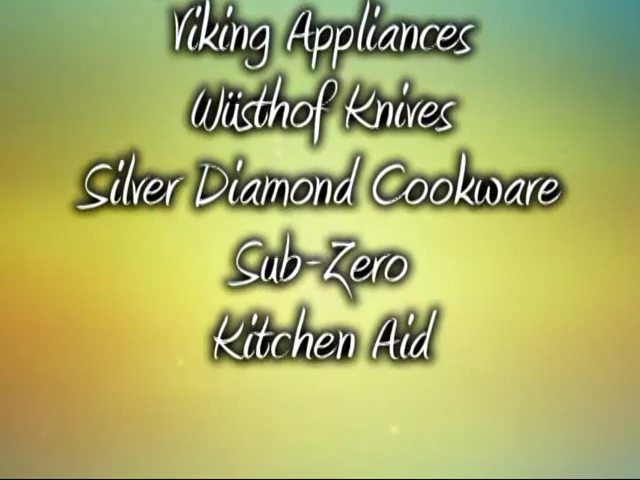 Viking Appliances
Wüsthof Knives
Silver Diamond Cookware
Sub-Zero
Kitchen Aid